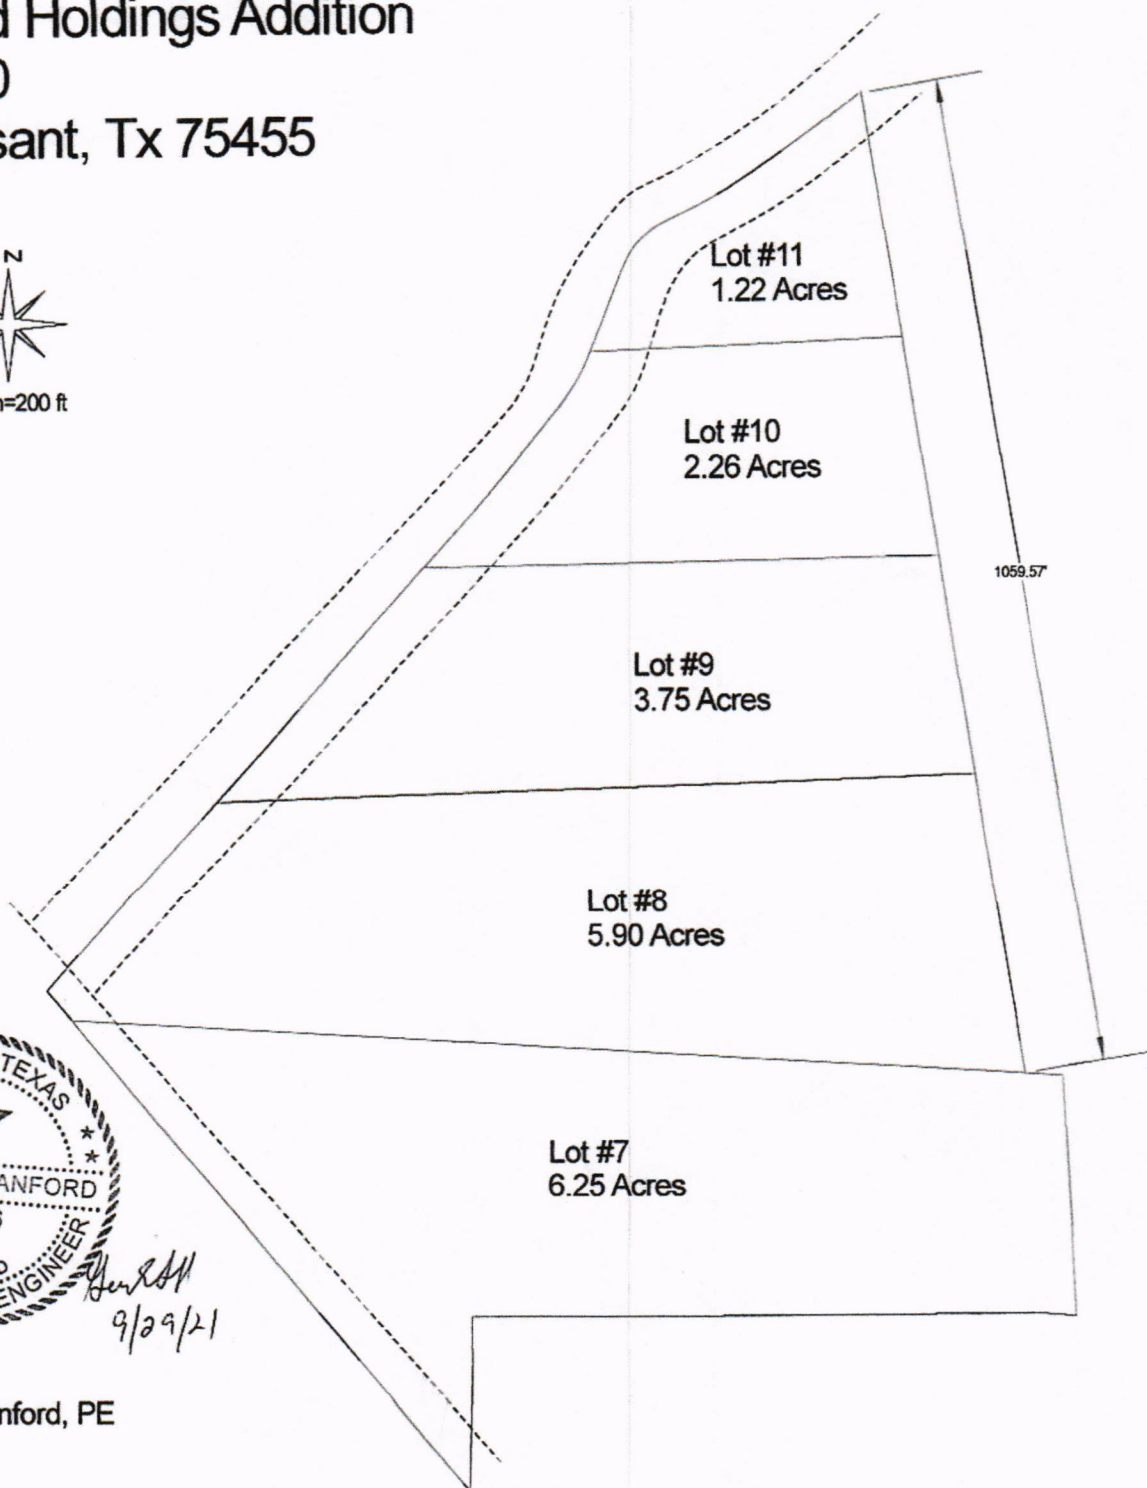 d Holdings Addition
0
sant, Tx 75455
N
n=200 ft
Lot #11
1.22 Acres
Lot #10
2.26 Acres
1059.57'
Lot #9
3.75 Acres
Lot #8
5.90 Acres
Lot #7
6.25 Acres
TEXAS
ANFORD
ENGINEER
9/29/21
nford, PE